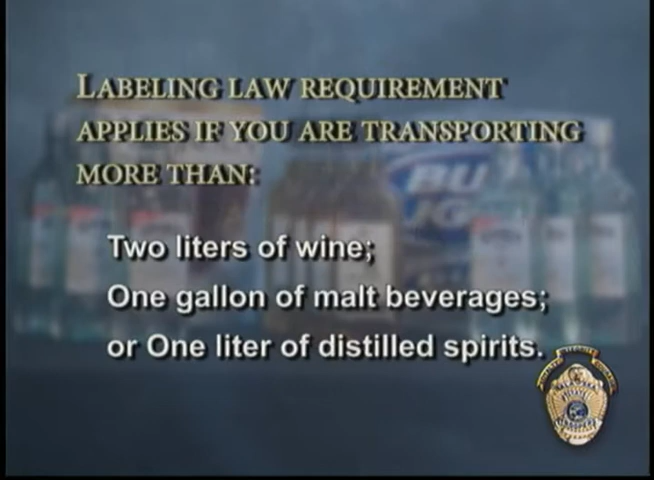 LABELING LAW REQUIREMENT
APPLIES IF YOU ARE TRANSPORTING
MORE THAN:
Two liters of wine;
One gallon of malt beverages;
or One liter of distilled spirits.
BU